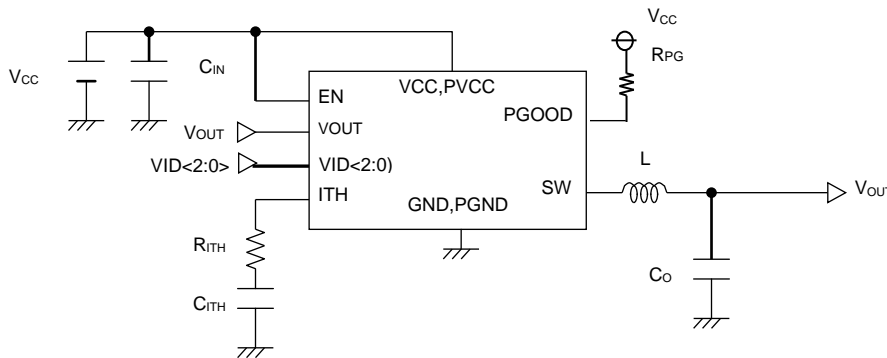 VCC
RPG
VCC
CIN
VCC,PVCC
EN
PGOOD
VOUT
VOUT
VID<2:0>
VID<2:0)
L
ITH
SW
GND,PGND
VOUT
RITH
CO
CITH